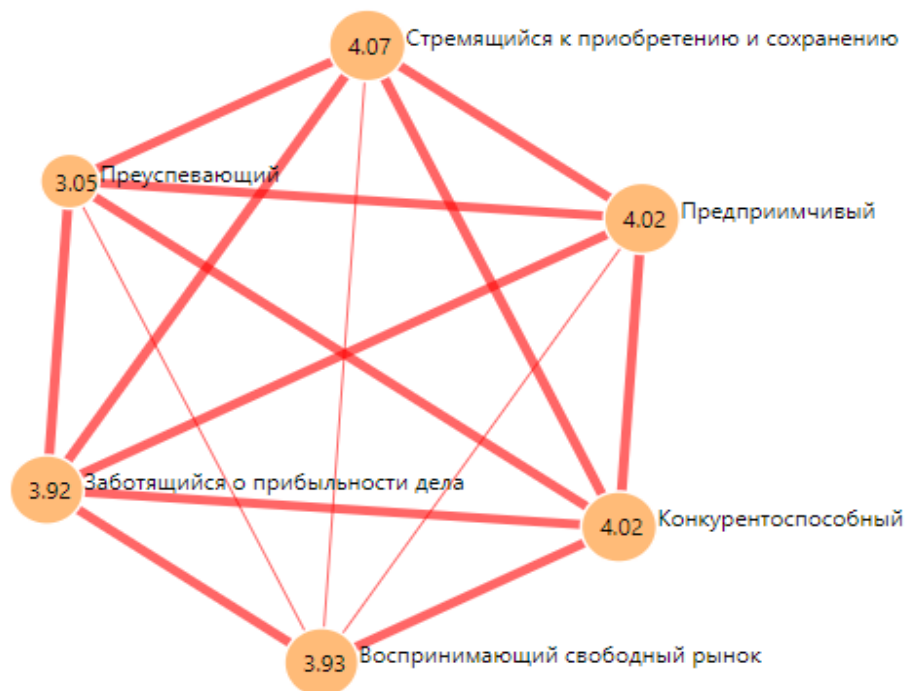 4.07 Стремящийся к приобретению и сохранению
3.05 Преуспевающий
4.02 Предприимчивый
3.92 Заботящийся о прибыльности дела
4.02 Конкурентоспособный
3.93 Воспринимающий свободный рынок